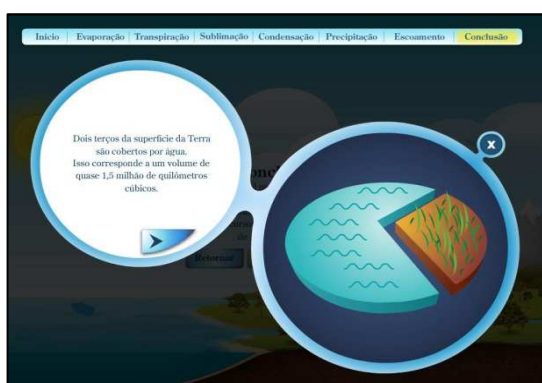 Início Evaporação Transpiração Sublimação Condensação Precipitação Escoamento Conclusão
Dois terços da superfície da Terra
são cobertos por água.
Isso corresponde a um volume de
quase 1,5 milhão de quilômetros
cúbicos.
X
Retornar